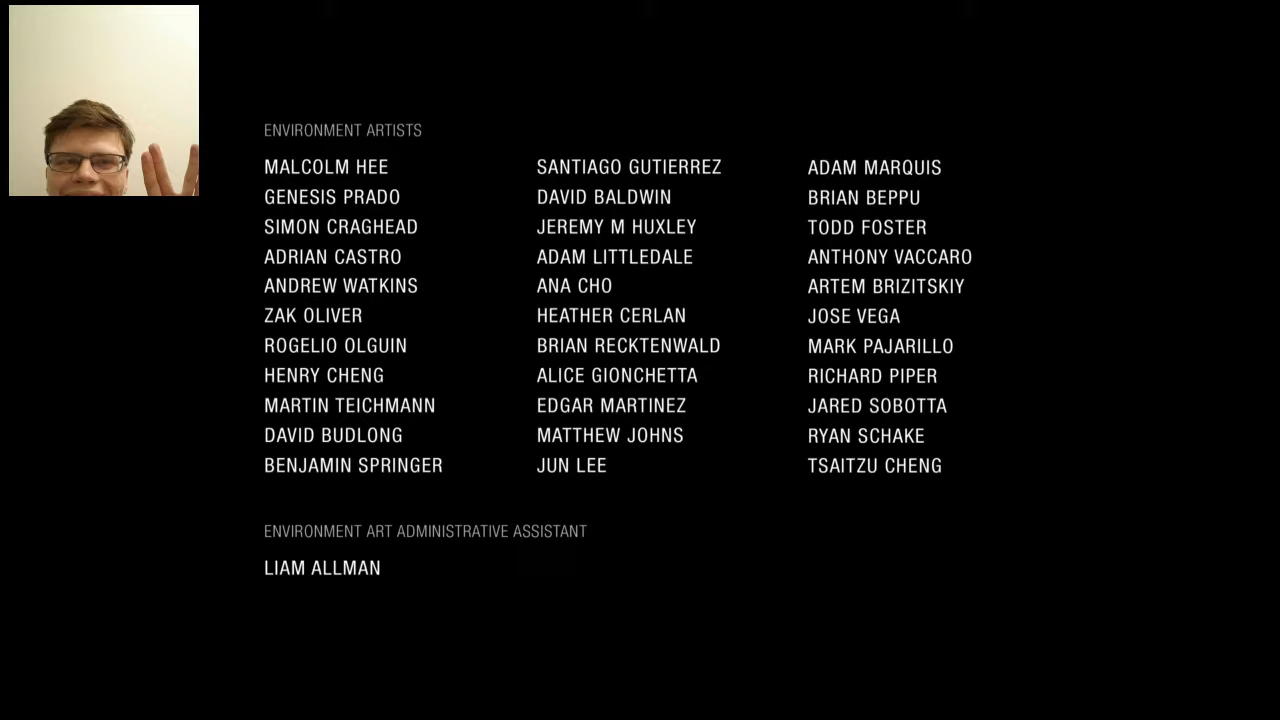 ENVIRONMENT ARTISTS
MALCOLM HEE SANTIAGO GUTIERREZ ADAM MARQUIS
GENESIS PRADO DAVID BALDWIN BRIAN BEPPU
SIMON CRAGHEAD JEREMY M HUXLEY TODD FOSTER
ADRIAN CASTRO ADAM LITTLEDALE ANTHONY VACCARO
ANDREW WATKINS ANA CHO ARTEM BRIZITSKIY
ZAK OLIVER HEATHER CERLAN JOSE VEGA
ROGELIO OLGUIN BRIAN RECKTENWALD MARK PAJARILLO
HENRY CHENG ALICE GIONCHETTA RICHARD PIPER
MARTIN TEICHMANN EDGAR MARTINEZ JARED SOBOTTA
DAVID BUDLONG MATTHEW JOHNS RYAN SCHAKE
BENJAMIN SPRINGER JUN LEE TSAITZU CHENG
ENVIRONMENT ART ADMINISTRATIVE ASSISTANT
LIAM ALLMAN